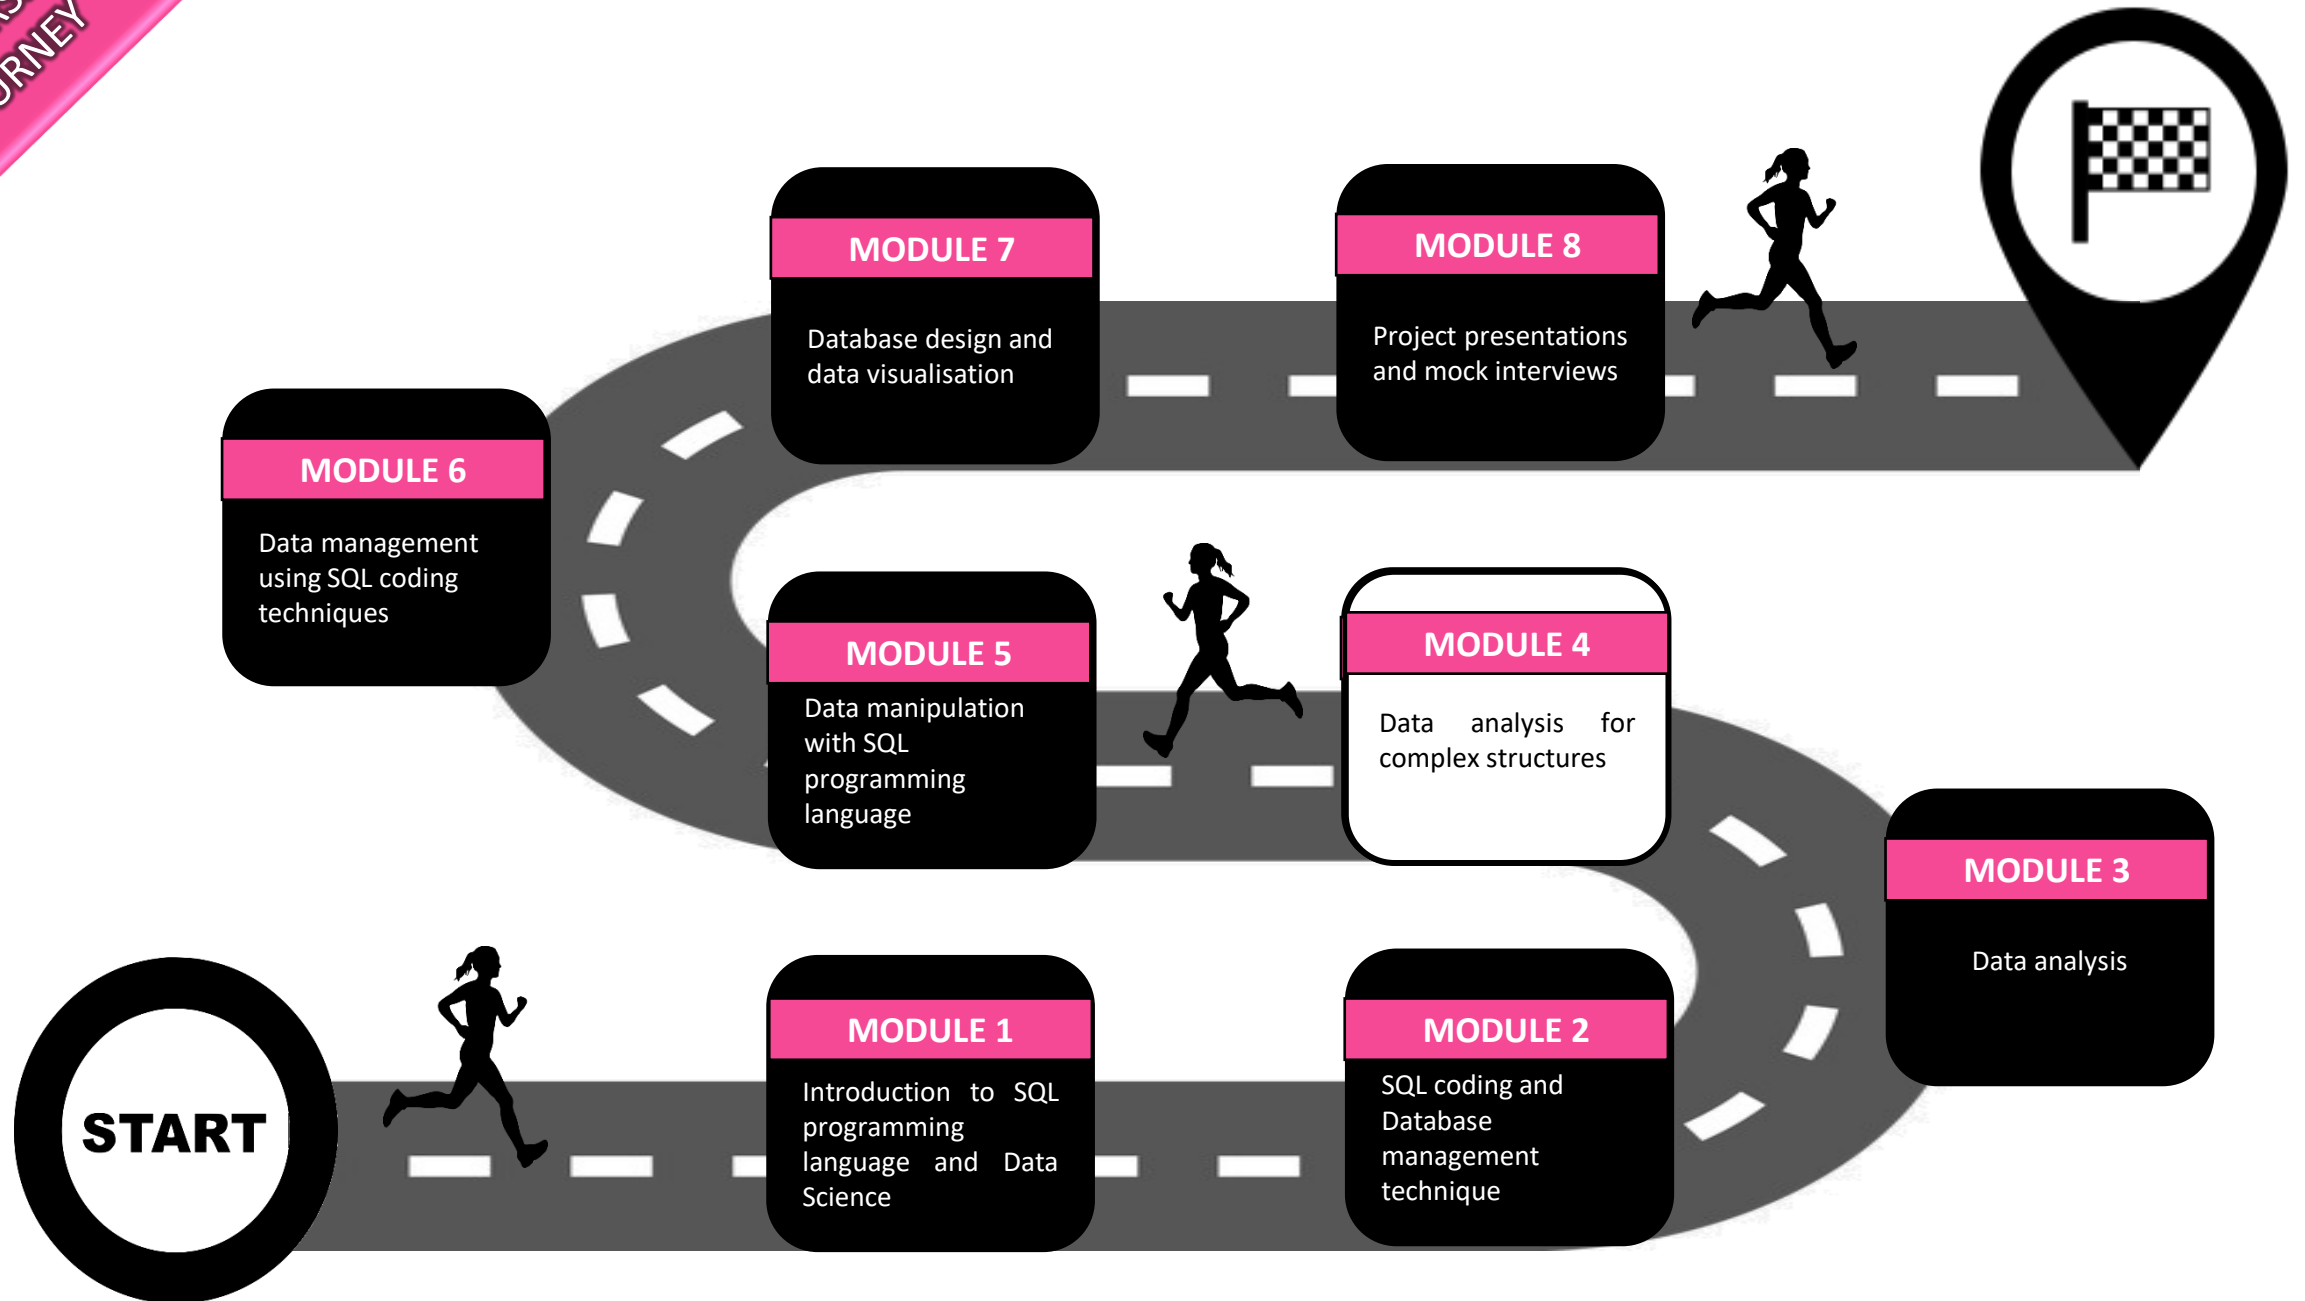 MODULE 7
Database design and
data visualisation
MODULE 8
Project presentations
and mock interviews
MODULE 6
Data management
using SQL coding
techniques
MODULE 5
Data manipulation
with SQL
programming
language
MODULE 4
Data analysis for
complex structures
MODULE 3
Data analysis
START
MODULE 1
Introduction to SQL
programming
language and Data
Science
MODULE 2
SQL coding and
Database
management
technique